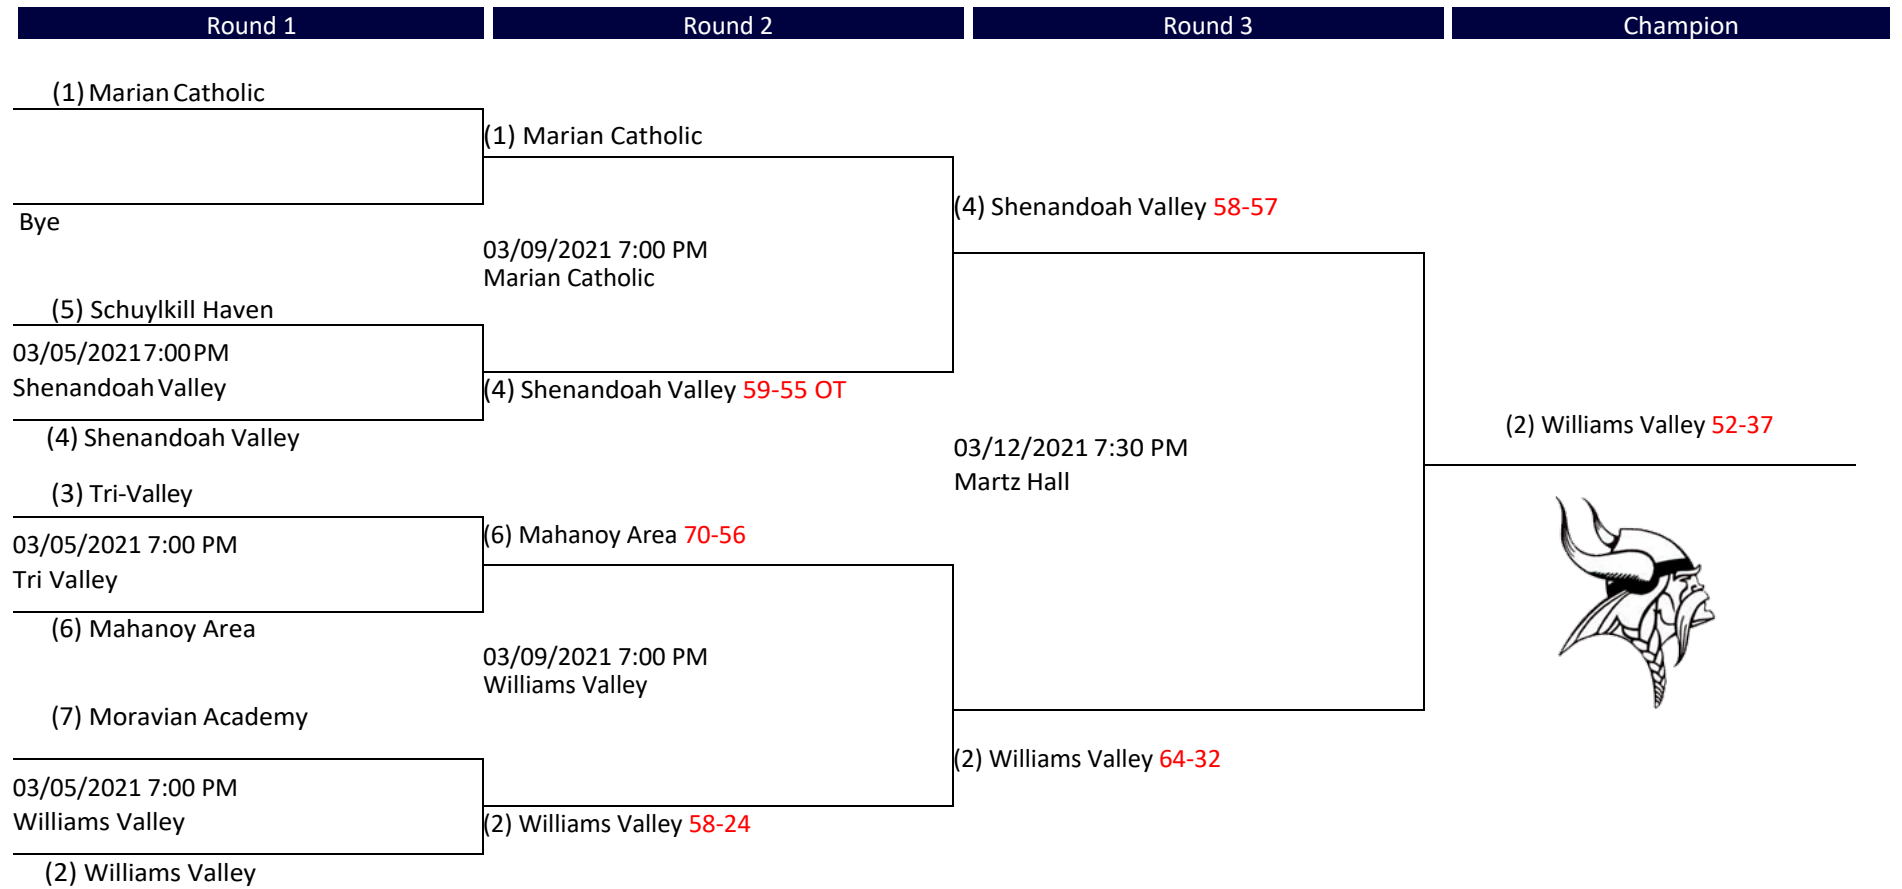 Round 1
Round 2
Round 3
Champion
(1) Marian Catholic
(1) Marian Catholic
(4) Shenandoah Valley 58-57
Bye
03/09/2021 7:00 PM
Marian Catholic
(5) Schuylkill Haven
03/05/2021 7:00 PM
Shenandoah Valley
(4) Shenandoah Valley 59-55 OT
(2) Williams Valley 52-37
(4) Shenandoah Valley
03/12/2021 7:30 PM
Martz Hall
(3) Tri-Valley
(6) Mahanoy Area 70-56
03/05/2021 7:00 PM
Tri Valley
(6) Mahanoy Area
03/09/2021 7:00 PM
Williams Valley
(7) Moravian Academy
(2) Williams Valley 64-32
03/05/2021 7:00 PM
Williams Valley
(2) Williams Valley 58-24
(2) Williams Valley